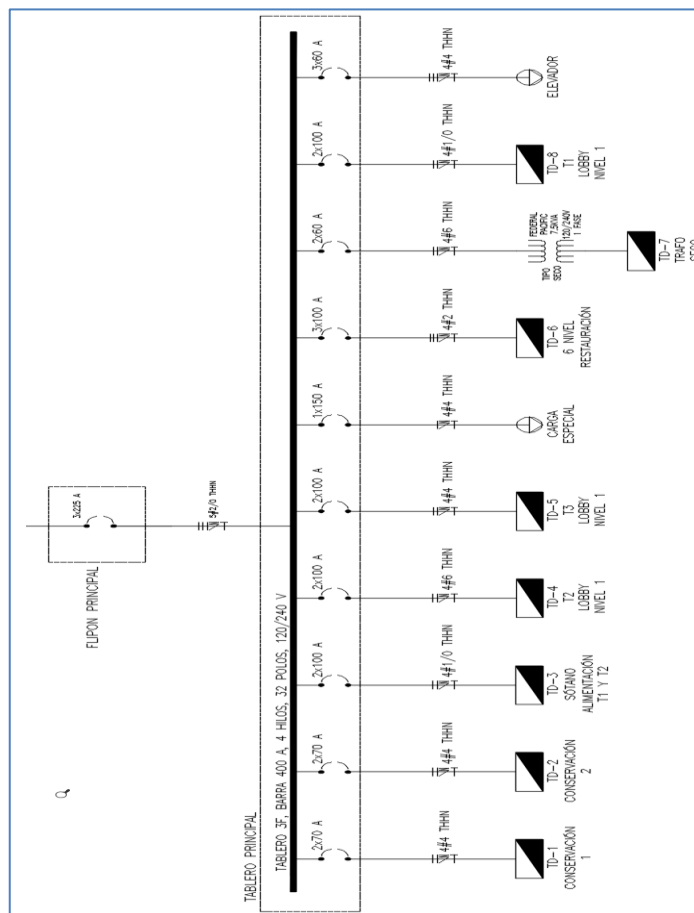 FLIPON PRINCIPAL
3x225 A
5#2/0 THHN
TABLERO PRINCIPAL
TABLERO 3F, BARRA 400 A, 4 HILOS, 32 POLOS, 120/240 V
2x70 A
4#4 THHN
TD-1
CONSERVACIÓN
1
2x70 A
4#4 THHN
TD-2
CONSERVACIÓN
2
2x100 A
4#1/0 THHN
TD-3
SÓTANO
ALIMENTACIÓN
T1 Y T2
2x100 A
4#6 THHN
TD-4
T2
LOBBY
NIVEL 1
2x100 A
4#4 THHN
TD-5
T3
LOBBY
NIVEL 1
1x150 A
4#4 THHN
CARGA
ESPECIAL
3x100 A
4#2 THHN
TD-6
6 NIVEL
RESTAURACIÓN
2x60 A
4#6 THHN
TIPO
SECO
FEDERAL
PACIFIC
7.5KVA
120/240V
1 FASE
TD-7
TRAFO
SECO
2x100 A
4#1/0 THHN
TD-8
T1
LOBBY
NIVEL 1
3x60 A
4#4 THHN
ELEVADOR